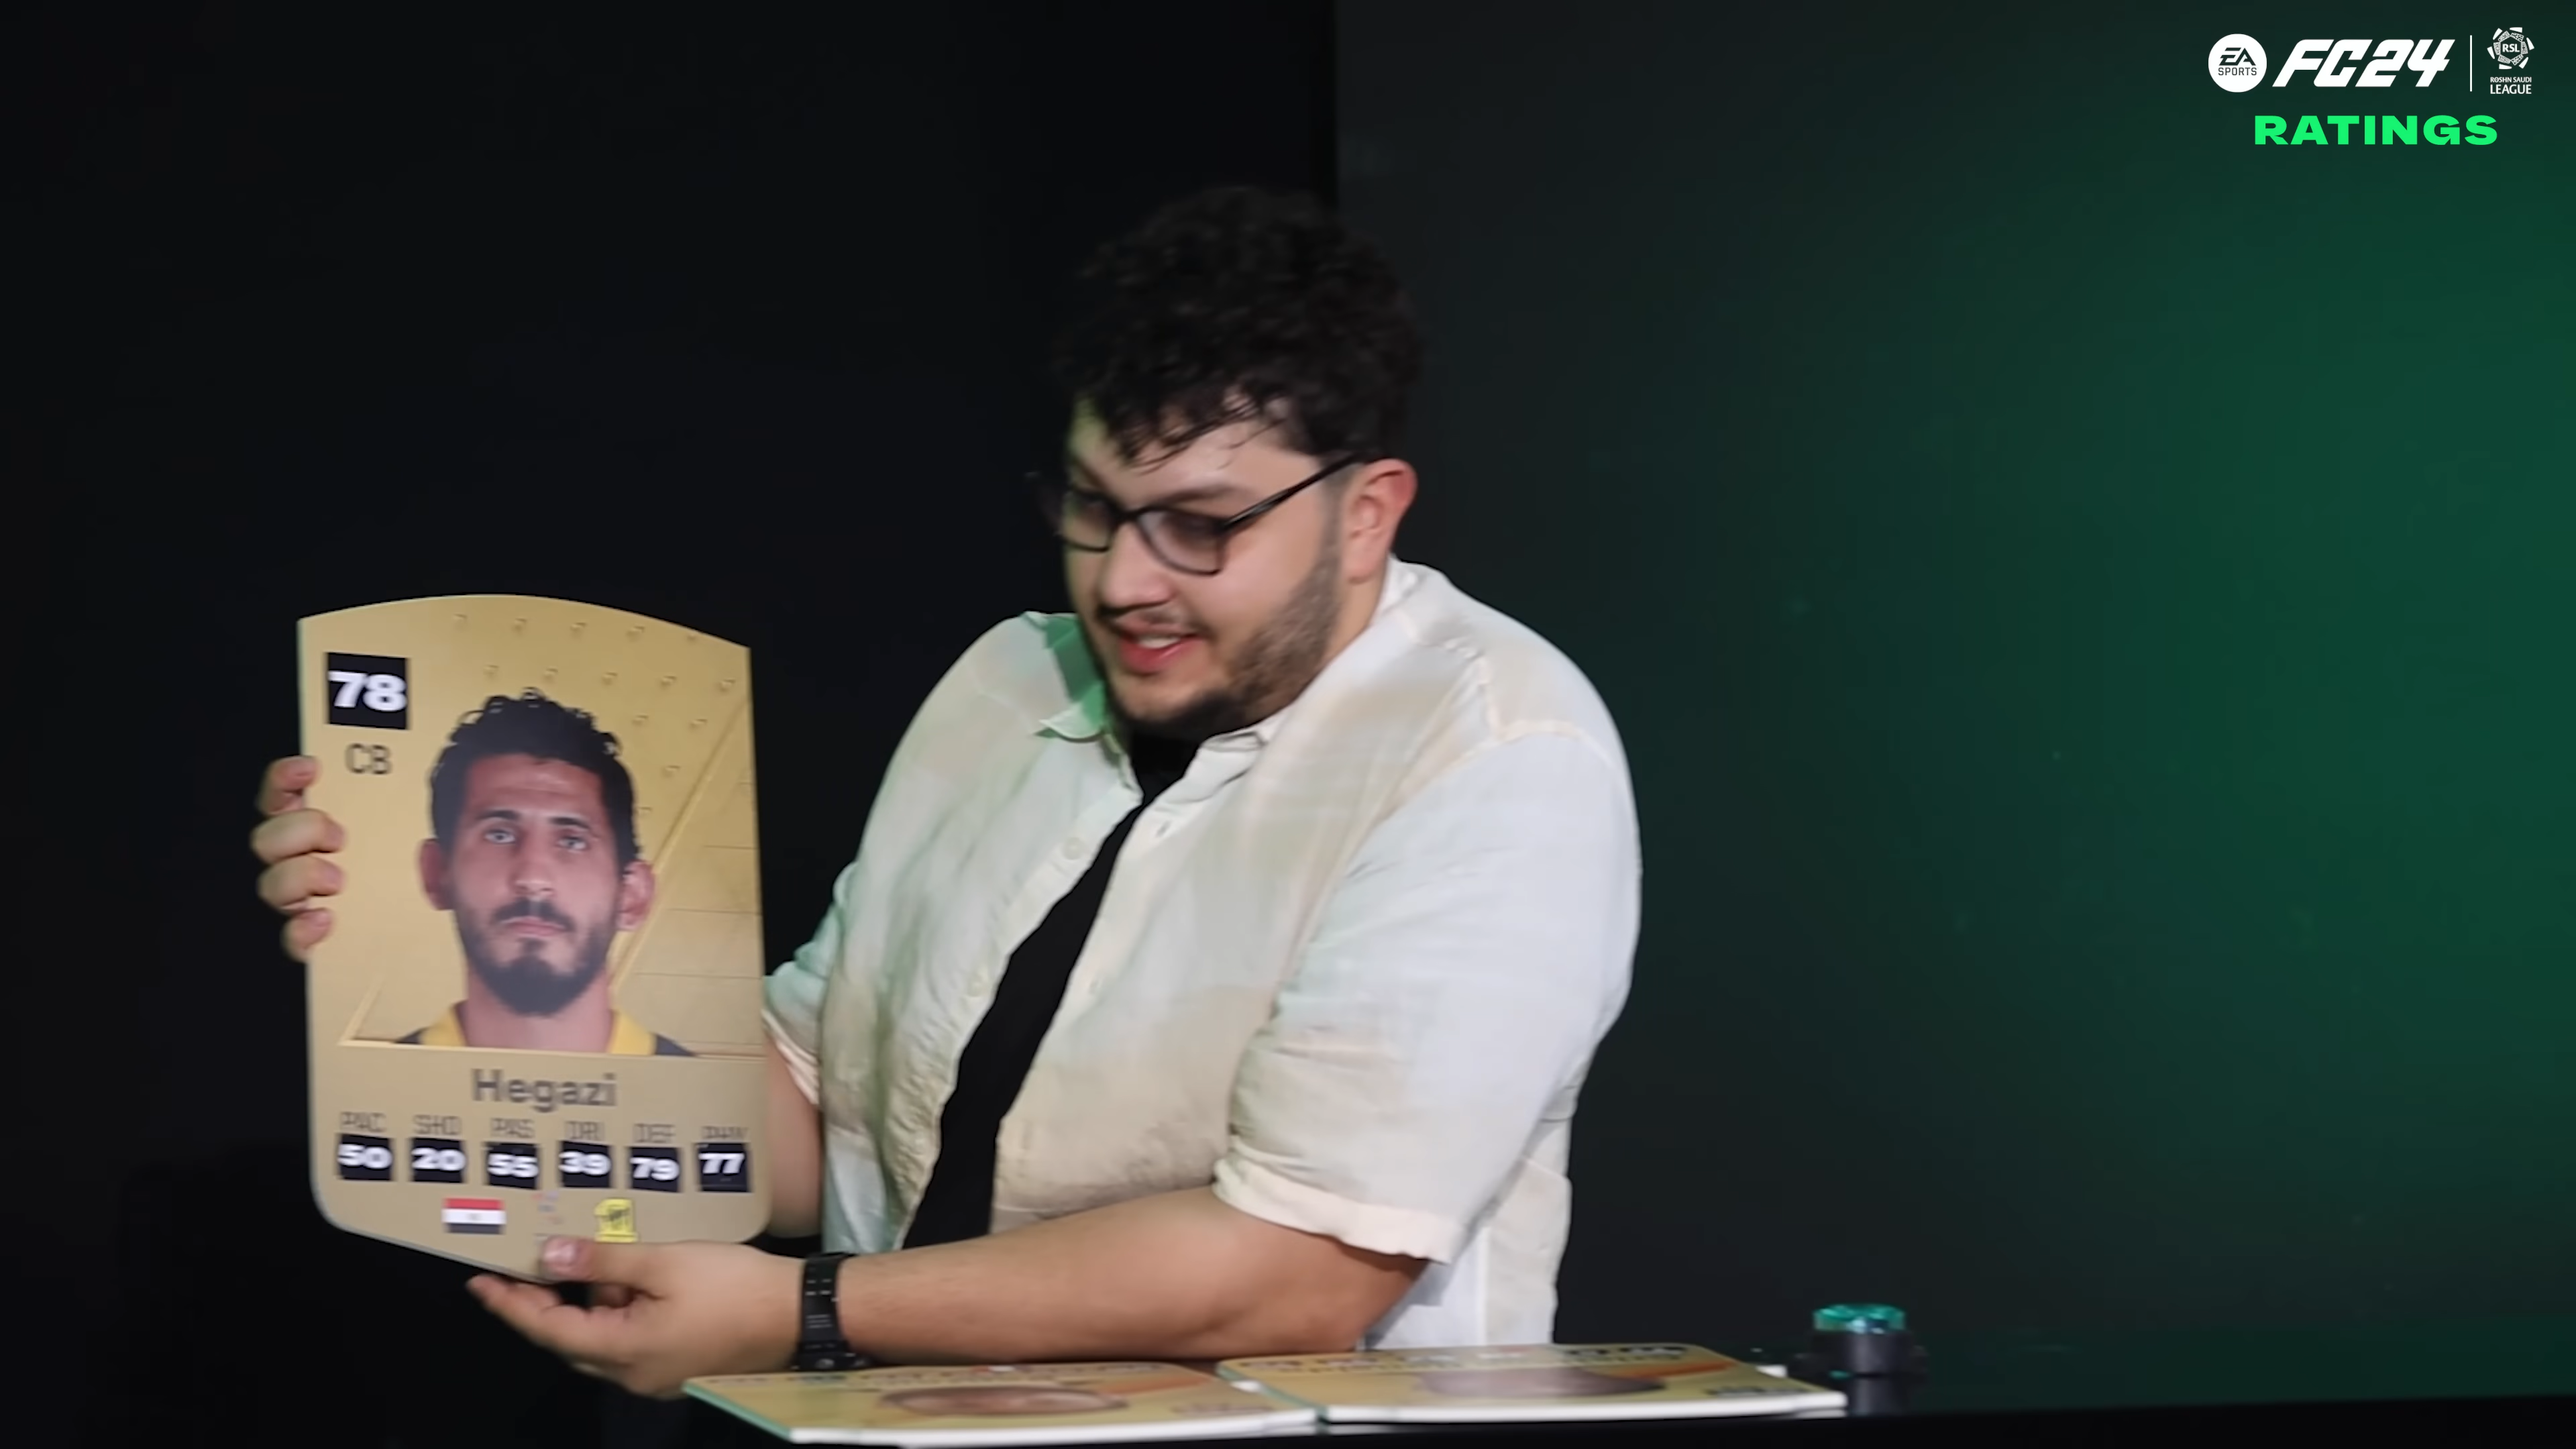 EA SPORTS FC24 RSL ROSHN SAUDI LEAGUE
RATINGS
78
CB
Hegazi
PAC SHO PAS DRI DEF PHY
50 20 55 39 79 77